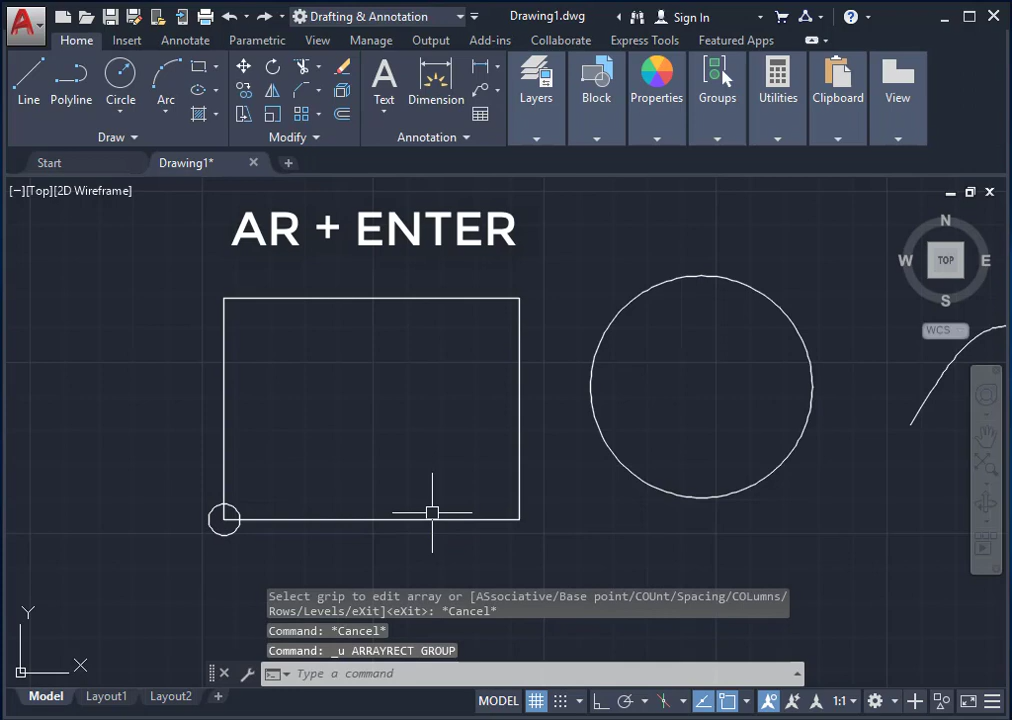 Drafting & Annotation
Drawing1.dwg
Sign In
Home
Insert
Annotate
Parametric
View
Manage
Output
Add-ins
Collaborate
Express Tools
Featured Apps
Line
Polyline
Circle
Arc
Text
Dimension
Layers
Block
Properties
Groups
Utilities
Clipboard
View
Draw
Modify
Annotation
Start
Drawing1*
[−][Top][2D Wireframe]
AR + ENTER
N
W
TOP
E
S
WCS
Select grip to edit array or [ASsociative/Base point/COUnt/Spacing/COLumns/
Rows/Levels/eXit]<eXit>: *Cancel*
Command: *Cancel*
Command: _u ARRAYRECT GROUP
Type a command
Y
X
Model
Layout1
Layout2
MODEL
1:1